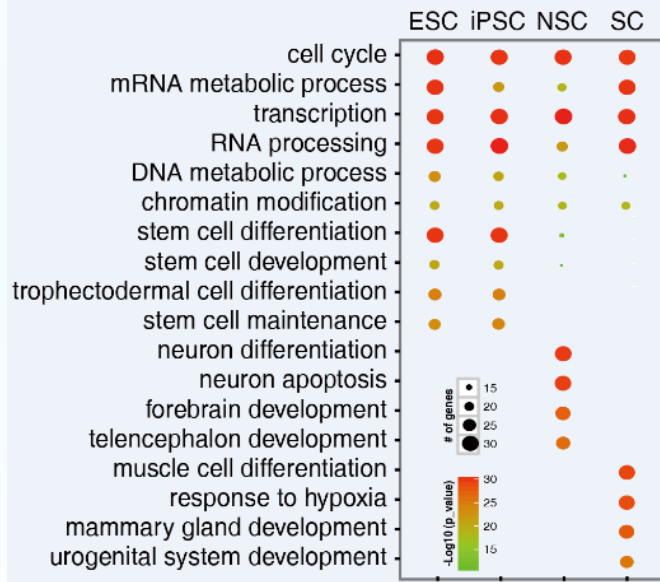 ESC iPSC NSC SC
cell cycle
mRNA metabolic process
transcription
RNA processing
DNA metabolic process
chromatin modification
stem cell differentiation
stem cell development
trophectodermal cell differentiation
stem cell maintenance
neuron differentiation
neuron apoptosis
forebrain development
telencephalon development
muscle cell differentiation
response to hypoxia
mammary gland development
urogenital system development
# of genes
15
20
25
30
-Log10 (p_value)
30
25
20
15